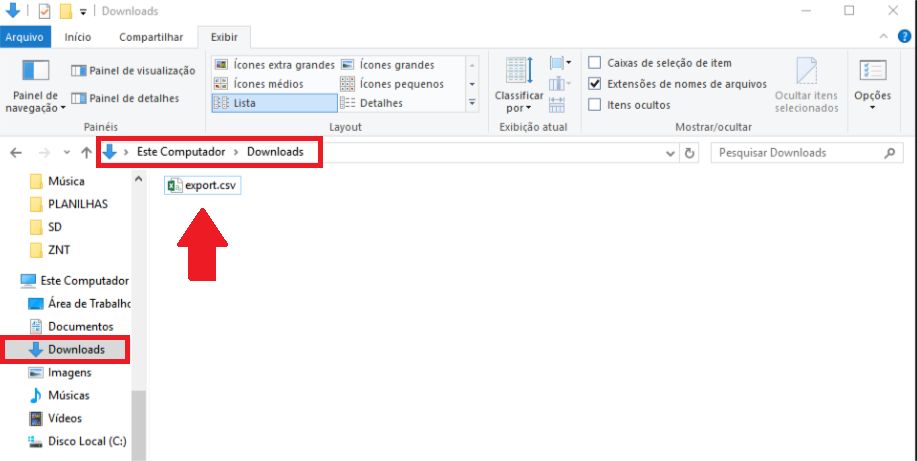 Downloads
Arquivo Início Compartilhar Exibir
Painel de navegação
Painel de visualização
Painel de detalhes
Painéis
Ícones extra grandes Ícones grandes
Ícones médios Ícones pequenos
Lista Detalhes
Layout
Classificar por
Exibição atual
Caixas de seleção de item
Extensões de nomes de arquivos
Itens ocultos
Ocultar itens selecionados
Mostrar/ocultar
Opções
Este Computador > Downloads
Pesquisar Downloads
Música
PLANILHAS
SD
ZNT
Este Computador
Área de Trabalho
Documentos
Downloads
Imagens
Músicas
Vídeos
Disco Local (C:)
export.csv